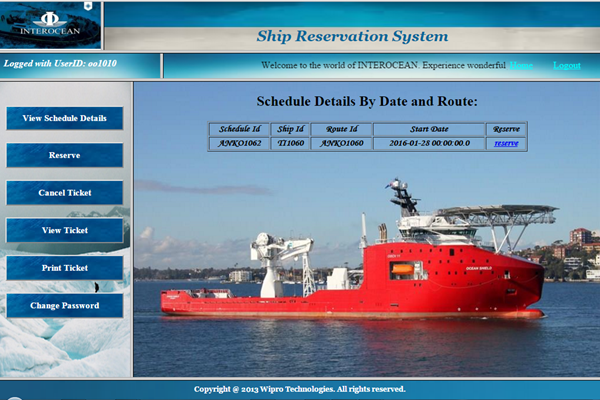 INTEROCEAN
Ship Reservation System
Logged with UserID: oo1010
Welcome to the world of INTEROCEAN. Experience wonderful Home Logout
Schedule Details By Date and Route:
Schedule Id Ship Id Route Id Start Date Reserve
ANKO1062 TI1060 ANKO1060 2016-01-28 00:00:00.0 reserve
View Schedule Details
Reserve
Cancel Ticket
View Ticket
Print Ticket
Change Password
OCEAN SHIELD
Copyright @ 2013 Wipro Technologies. All rights reserved.